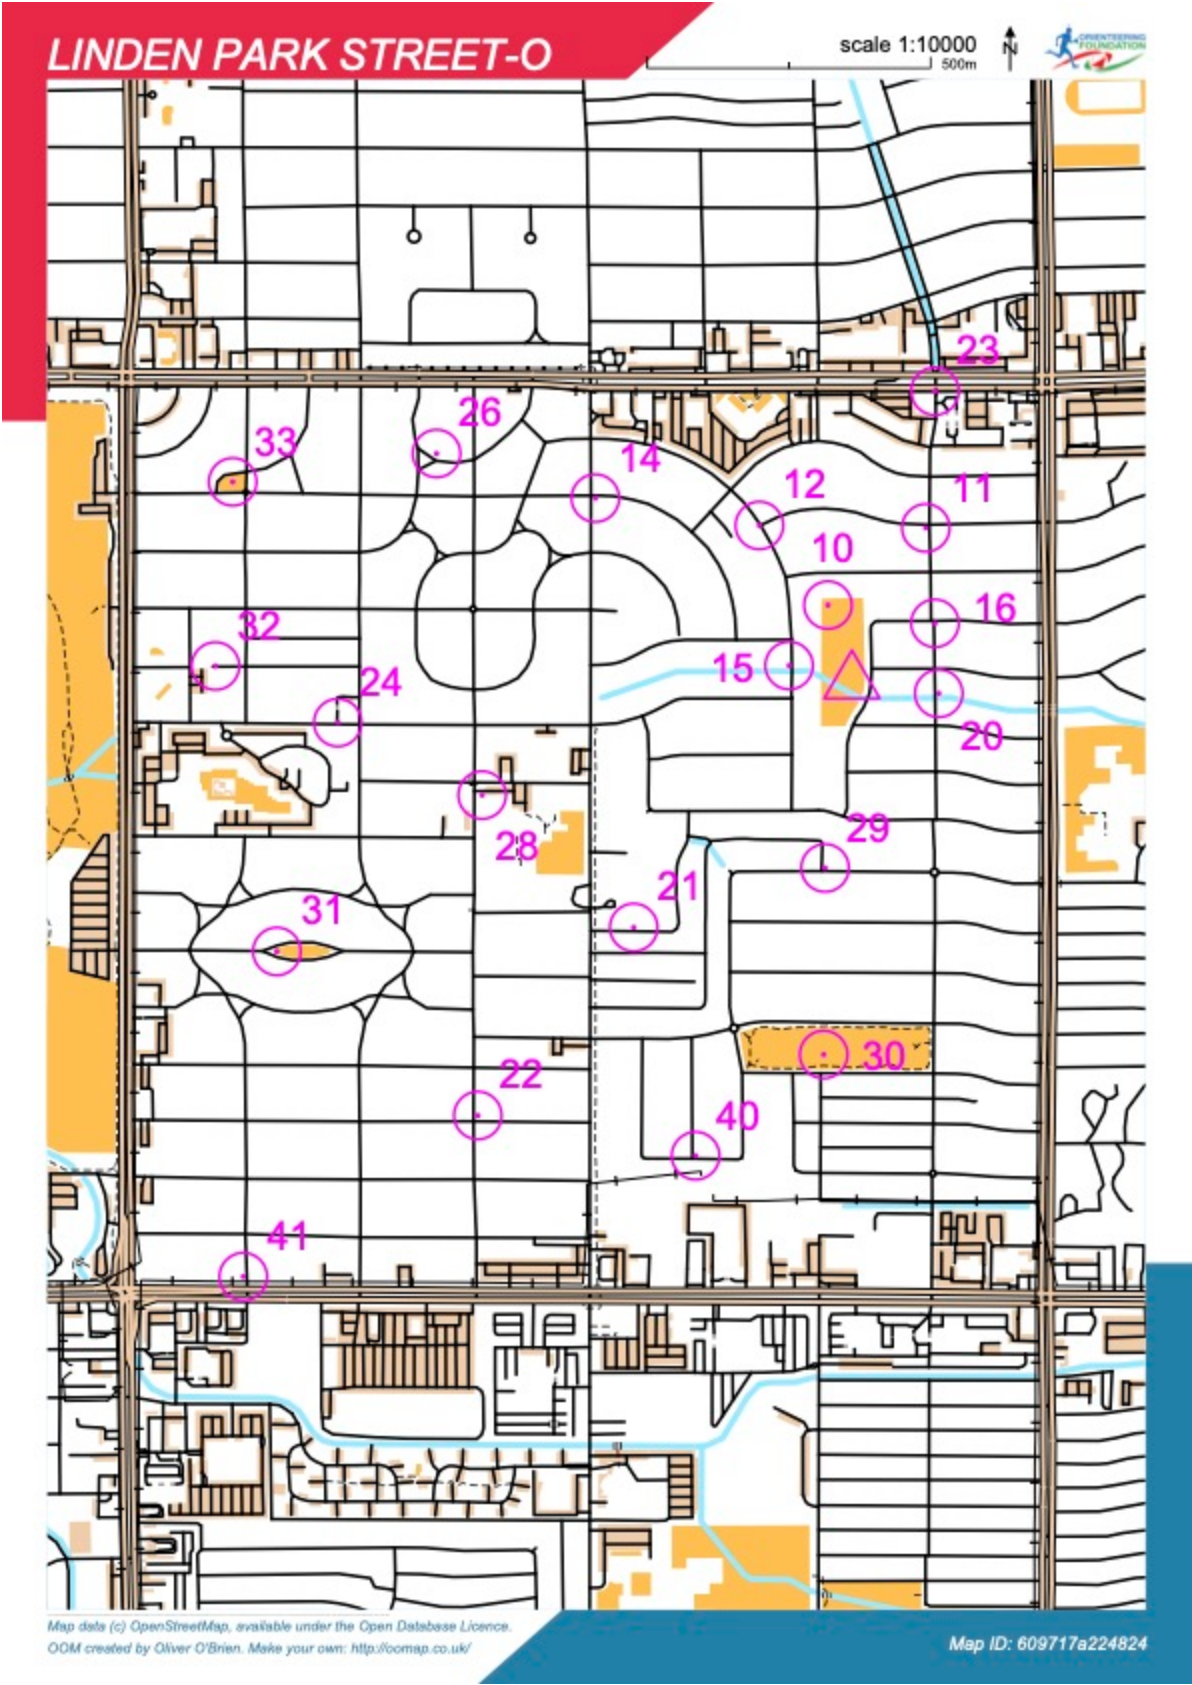 LINDEN PARK STREET-O
scale 1:10000
N
500m
ORIENTEERING
FOUNDATION
23
26
33
14
12
11
10
16
32
15
24
20
29
28
21
31
30
22
40
41
Map data (c) OpenStreetMap, available under the Open Database Licence.
OOM created by Oliver O'Brien. Make your own: http://oomap.co.uk/
Map ID: 609717a224824